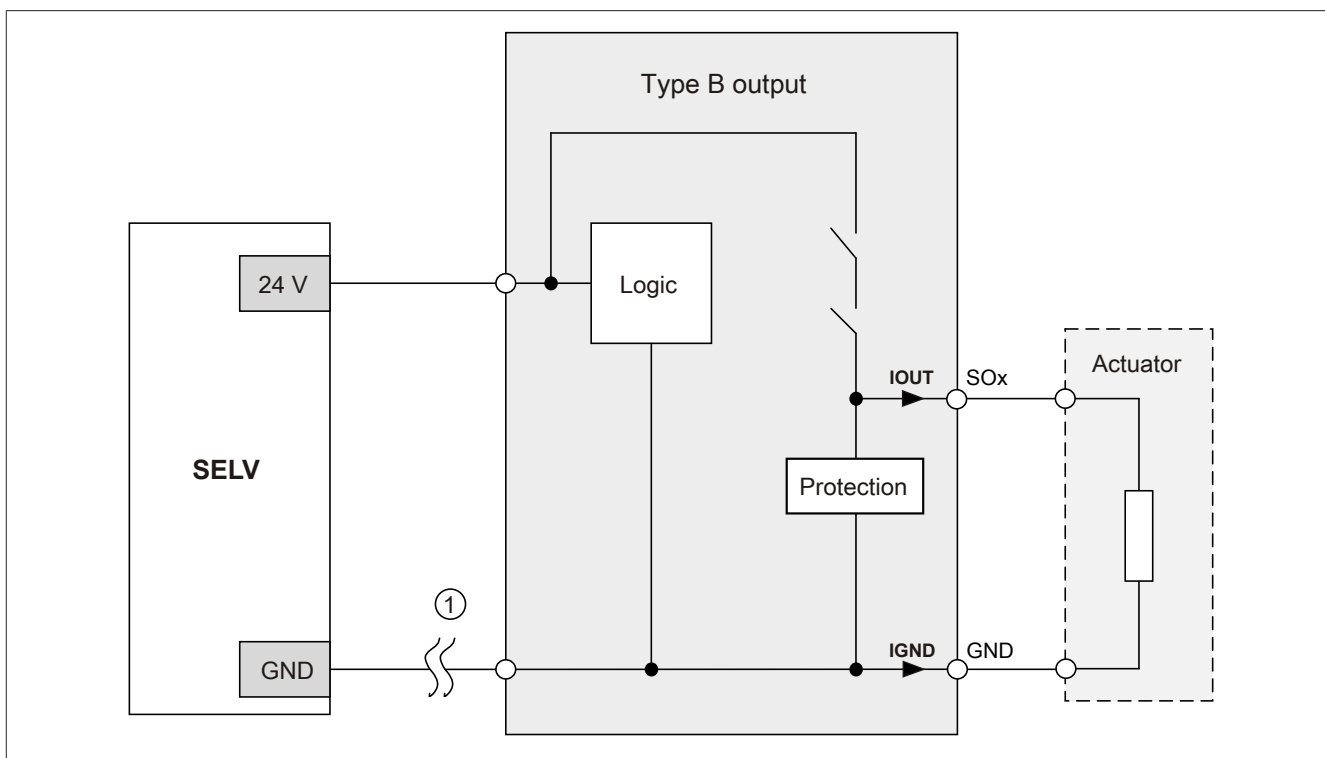 Type B output
24 V
Logic
IOUT
SOx
Actuator
SELV
Protection
1
GND
IGND
GND